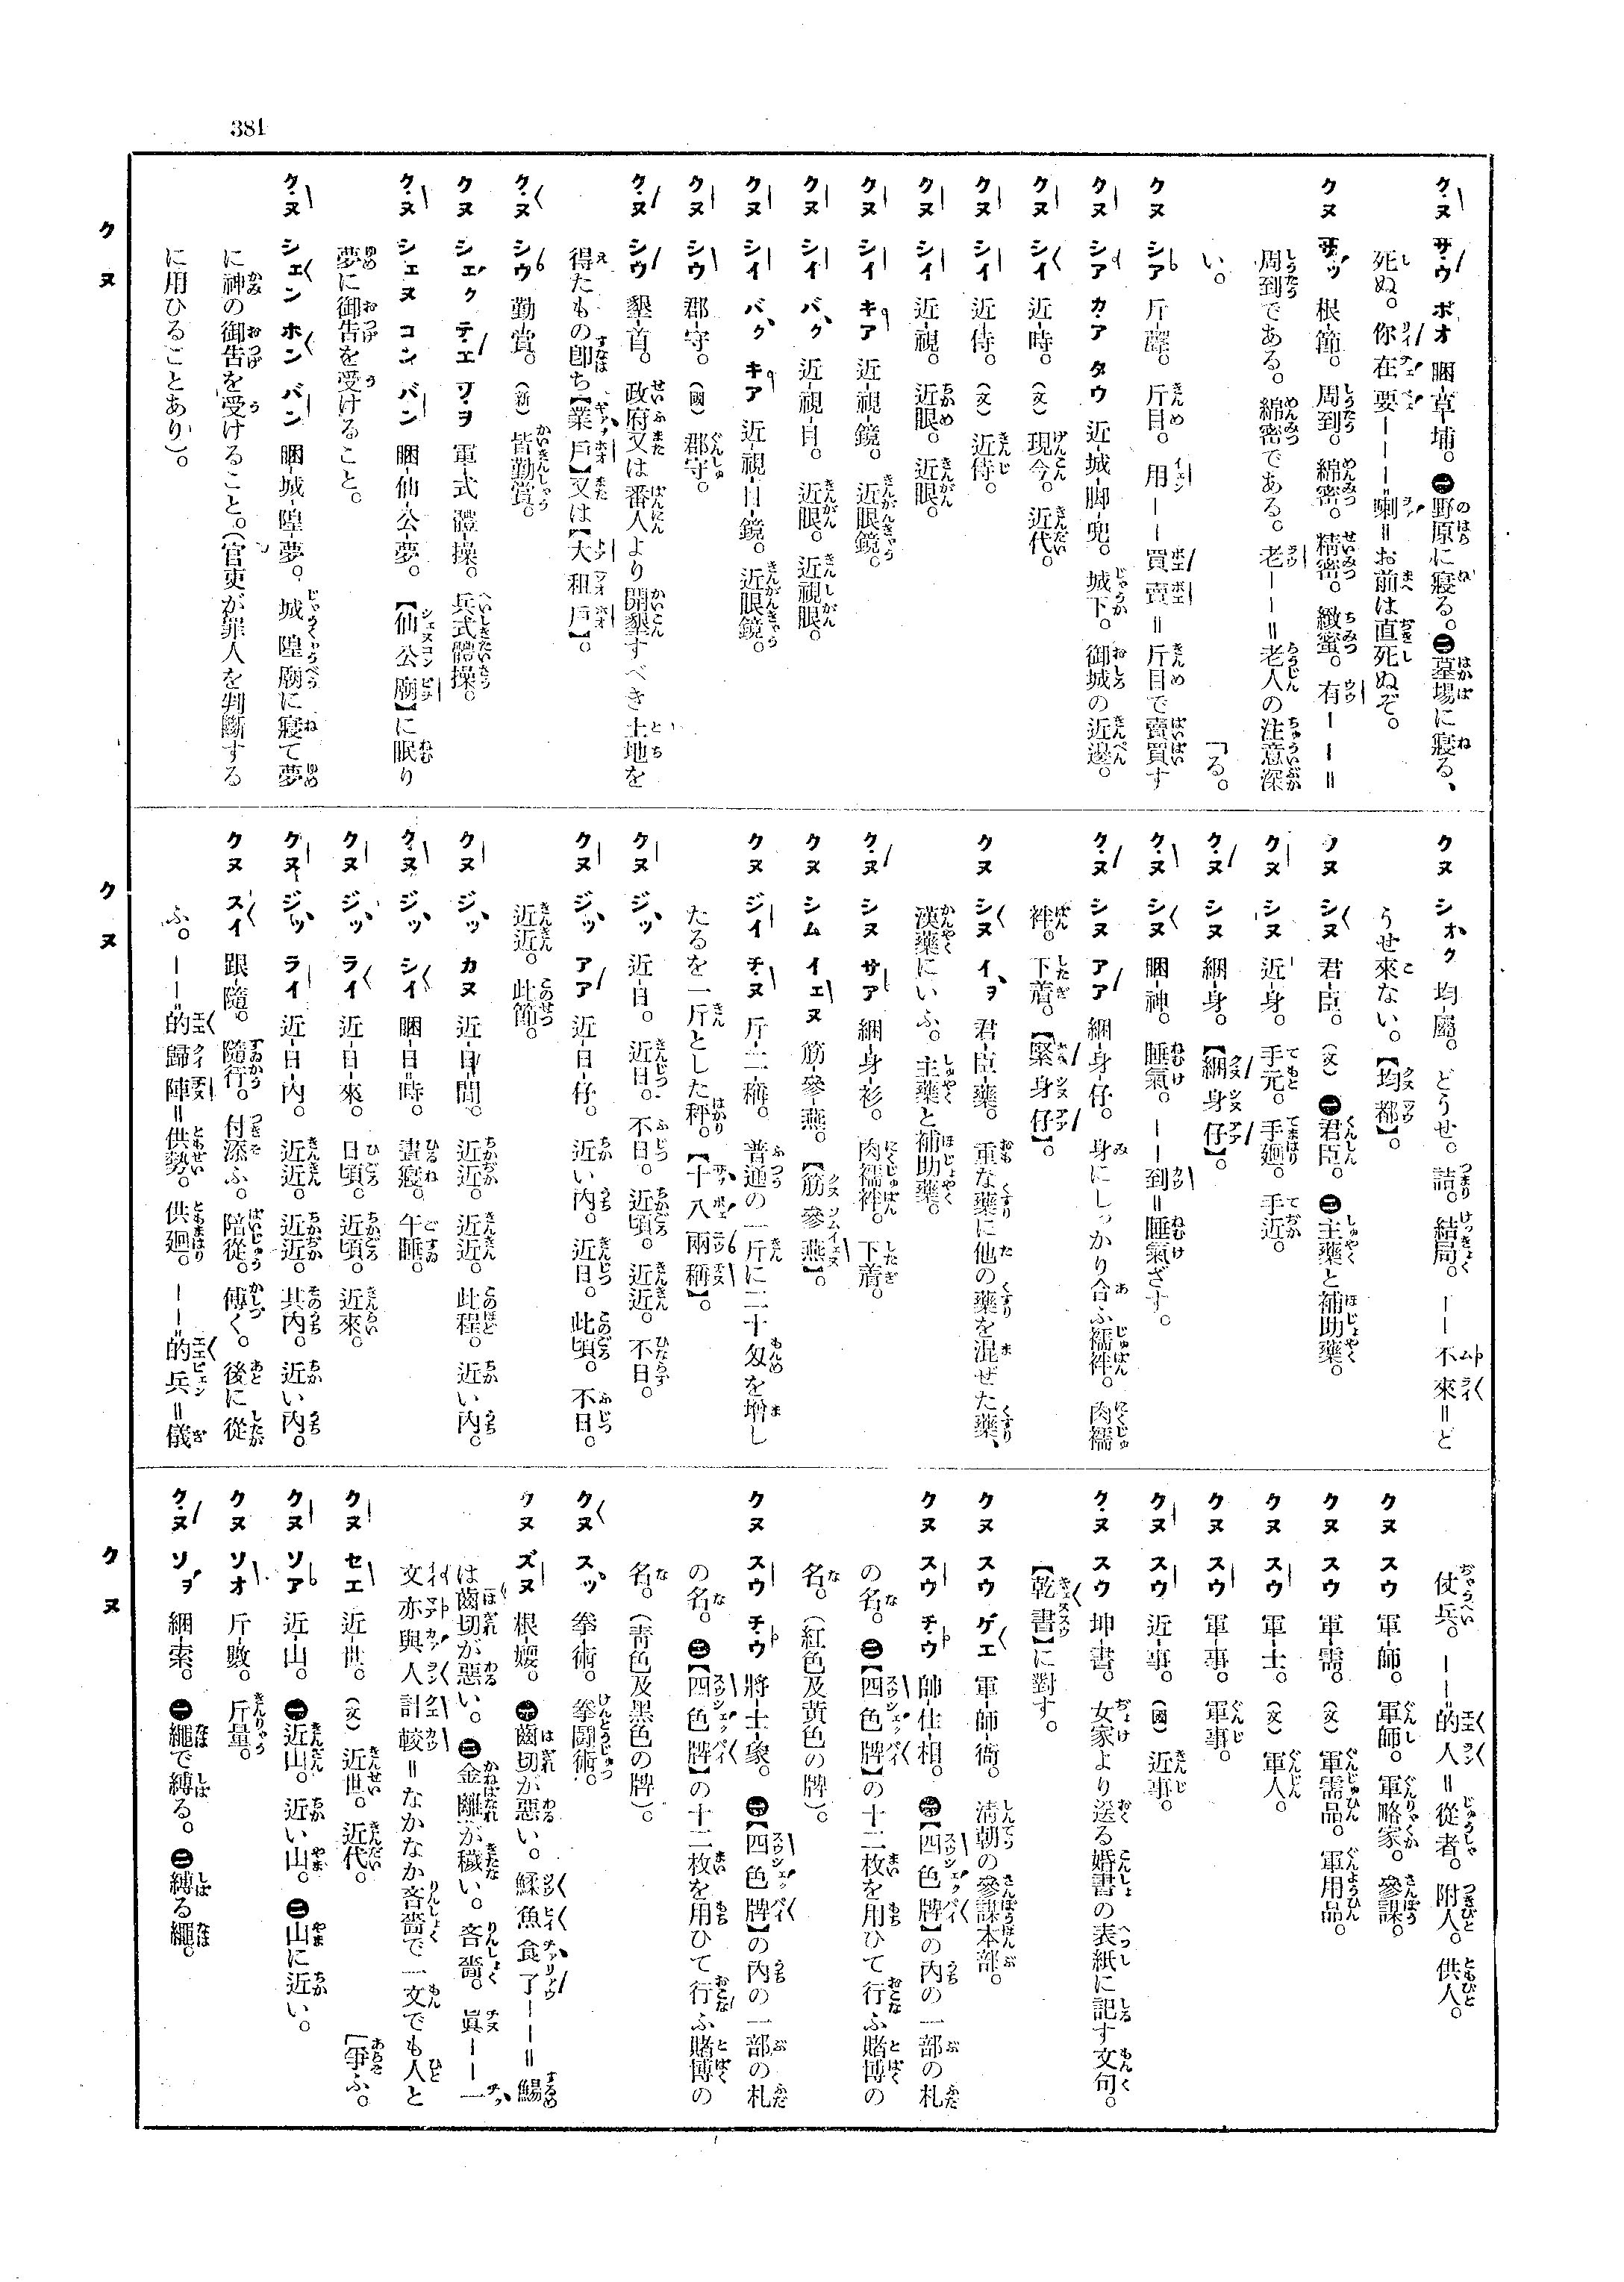 381
クヌ サウ ポオ 睏-草-埔。㊀野原に寢る。㊁墓場に寢る、
死ぬ。你在要ーーー喇＝お前は直死ぬぞ。
クヌ サッ 根-節。周到。綿密。精密。緻蜜。有ーーー＝
周到である。綿密である。老ーー＝老人の注意深
い。 「る。
クヌ シア 斤-謝。斤目。用ーー買賣＝斤目で賣買す
クヌ シア カア タウ 近-城-脚-兜。城下。御城の近邊。
クヌ シイ 近-時。(文)現今。近代。
クヌ シイ 近-侍。(文)近侍。
クヌ シイ 近-視。近眼。近眼。
クヌ シイ キア 近-視-鏡。近眼鏡。
クヌ シイ バク 近-視-目。近眼。近視眼。
クヌ シイ バク キア 近-視-目-鏡。近眼鏡。
クヌ シウ 郡-守。(國)郡守。
クヌ シウ 墾-首。政府又は番人より開墾すべき土地を
得たもの卽ち【業戶】又は【大租戶】。
クヌ シウ 勤-賞。(新)皆勤賞。
クヌ シエク テエ ツヲ 軍-式-體-操。兵式體操。
クヌ シェヌ コン バン 睏-仙-公-夢。【仙公廟】に眠り
夢に御告を受けること。
クヌ シェン ホン バン 睏-城-隍-夢。城隍廟に寢て夢
に神の御告を受けること。(官吏が罪人を判斷する
に用ひることあり)。
クヌ
クヌ シオク 均-屬。どうせ。詰。結局。ーー不來＝ど
うせ來ない。【均都】。
クヌ シヌ 君-臣。(文)㊀君臣。㊁主藥と補助藥。
クヌ シヌ 近-身。手元。手廻。手近。
クヌ シヌ 綑-身。【綑身仔】。
クヌ シヌ 睏-神。睡氣。ーー到＝睡氣ざす。
クヌ シヌ アア 綑-身-仔。身にしっかり合ふ襦袢。肉襦
袢。下着。【緊身仔】。
クヌ シヌ イヲ 君-臣-藥。重な藥に他の藥を混ぜた藥、
漢藥にいふ。主藥と補助藥。
クヌ シヌ サア 綑-身-衫。肉襦袢。下着。
クヌ シム イェヌ 筋-參-燕。【筋參燕】。
クヌ ジイ チヌ 斤-二-稱。普通の一斤に二十匁を增し
たるを一斤とした秤。【十八兩稱】。
クヌ ジッ 近-日。近日。不日。近頃。近近。不日。
クヌ ジッ アア 近-日-仔。近い內。近日。此頃。不日。
近近。此節。
クヌ ジッ カヌ 近-日-間。近近。近近。此程。近い內。
クヌ ジッ シイ 睏-日-時。晝寢。午睡。
クヌ ジッ ライ 近-日-來。日頃。近頃。近來。
クヌ ジッ ライ 近-日-內。近近。近近。其內。近い內。
クヌ スイ 跟-隨。隨行。付添ふ。陪從。傅く。後に從
ふ。ーーー的歸陣＝供勢。供廻。ーー的兵＝儀
クヌ
仗兵。ーーー的人＝從者。附人。供人。
クヌ スウ 軍-師。軍師。軍略家。參謀。
クヌ スウ 軍-需。(文)軍需品。軍用品。
クヌ スウ 軍-士。(文)軍人。
クヌ スウ 軍-事。軍事。
クヌ スウ 近-事。(國)近事。
クヌ スウ 坤-書。女家より送る婚書の表紙に記す文句。
【乾書】に對す。
クヌ スウ ゲエ 軍-師-衙。淸朝の參謀本部。
クヌ スウ チウ 帥-仕-相。㊀【四色牌】の內の一部の札
の名。㊁【四色牌】の十二枚を用ひて行ふ賭博の
名。(紅色及黃色の牌)。
クヌ スウ チウ 將-士-象。㊀【四色牌】の內の一部の札
の名。㊁【四色牌】の十二枚を用ひて行ふ賭博の
名。(靑色及黑色の牌)。
クヌ スッ 拳-術。拳鬪術。
クヌ ズヌ 根-嫩。㊀齒切が惡い。鰇魚食了ーー＝鯣
は齒切が惡い。㊁金離が穢い。吝嗇。眞ーー一
文亦與人計較＝なかなか吝嗇で一文でも人と
クヌ セエ 近-世。(文)近世。近代。 「爭ふ。
クヌ ソア 近-山。㊀近山。近い山。㊁山に近い。
クヌ ソオ 斤-數。斤量。
クヌ ソヲ 綑-索。㊀繩で縛る。㊁縛る繩。
クヌ